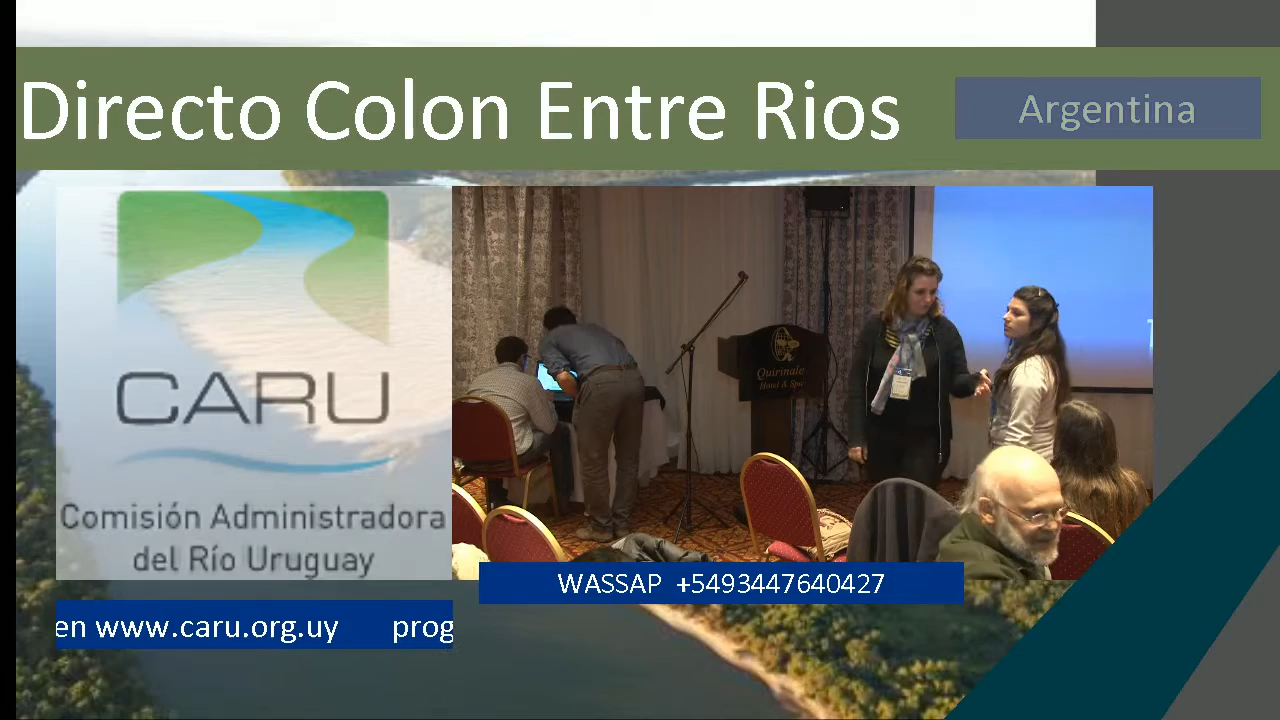 Directo Colon Entre Rios
Argentina
CARU
Comisión Administradora
del Río Uruguay
Quirinale
Hotel & Spa
WASSAP +5493447640427
en www.caru.org.uy prog